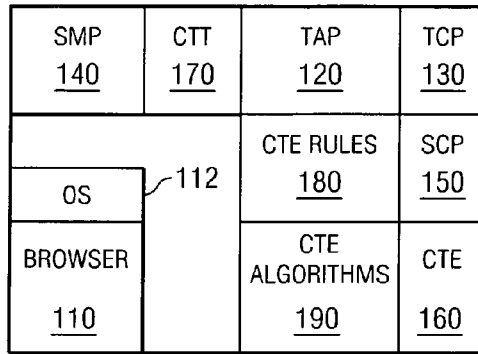 SMP
140
CTT
170
TAP
120
TCP
130
CTE RULES
180
SCP
150
112
OS
BROWSER
110
CTE
ALGORITHMS
190
CTE
160